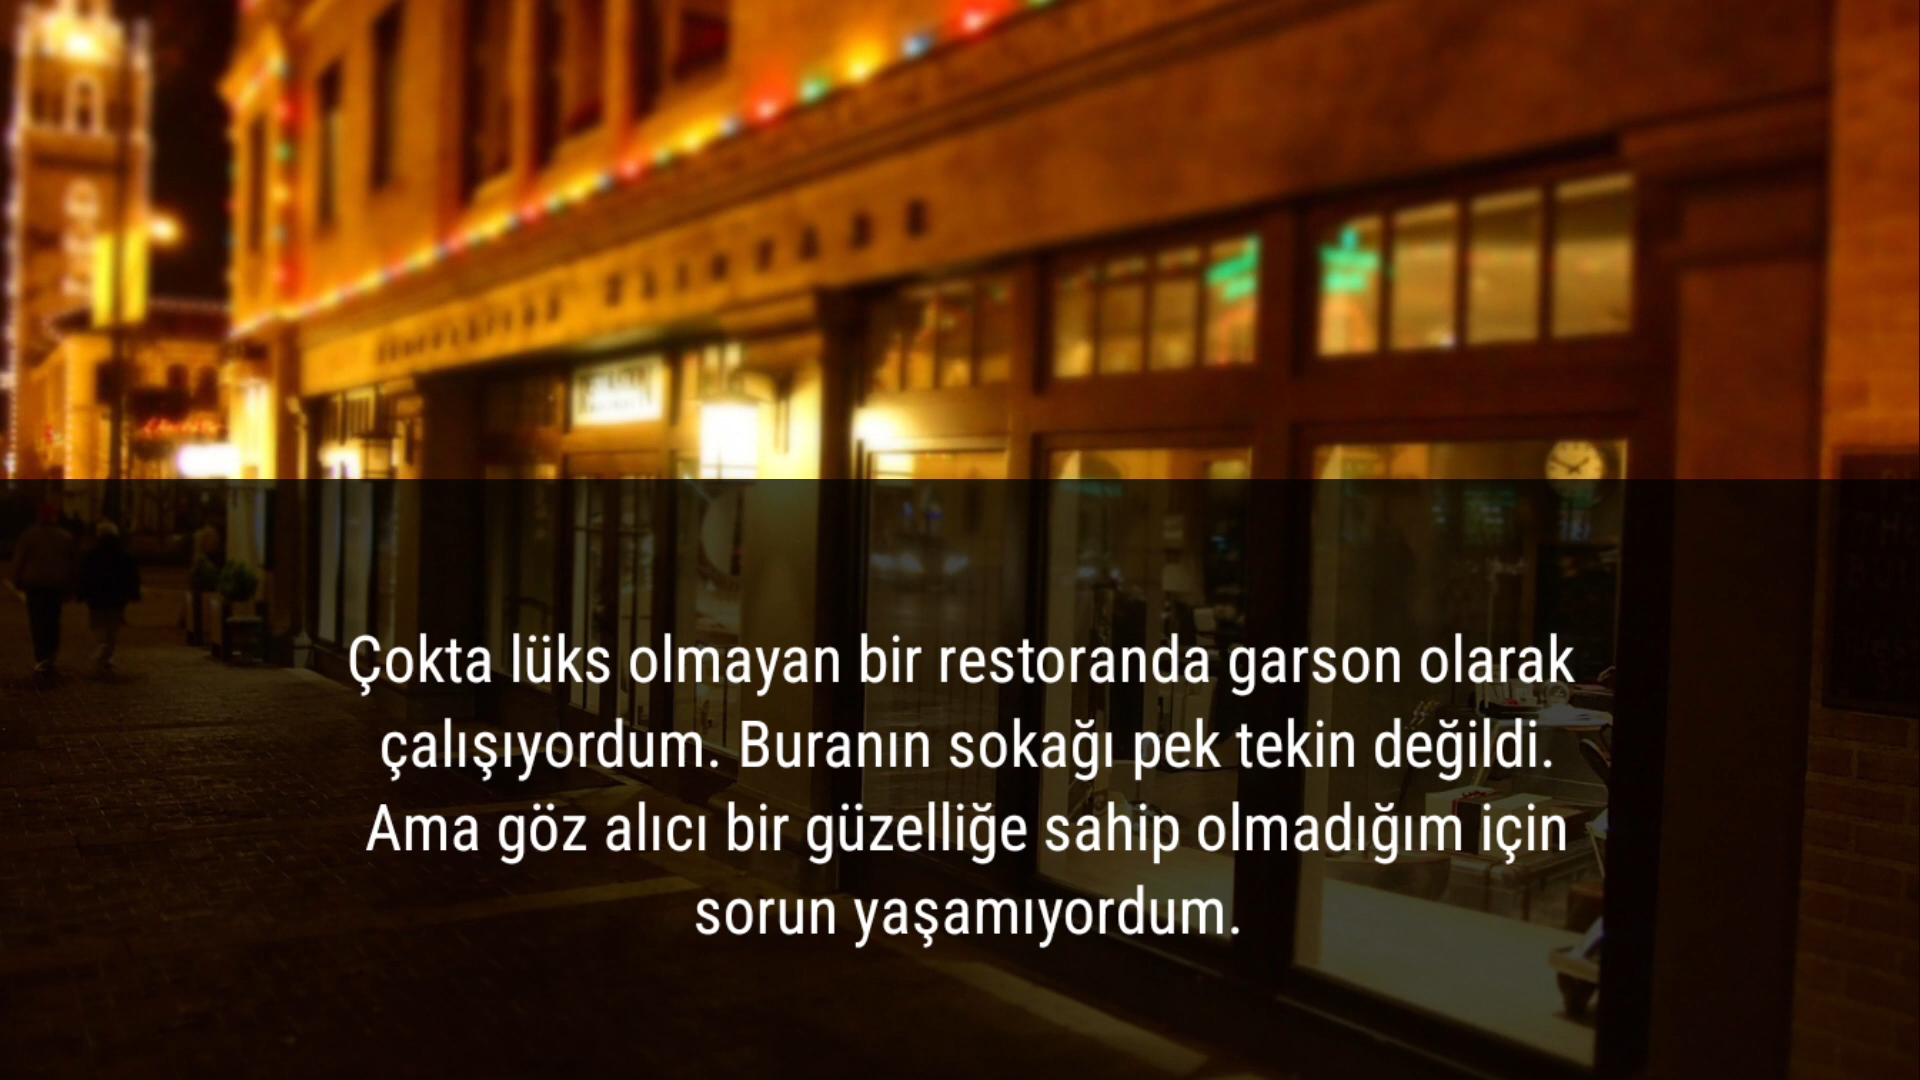 Çokta lüks olmayan bir restoranda garson olarak
çalışıyordum. Buranın sokağı pek tekin değildi.
Ama göz alıcı bir güzelliğe sahip olmadığım için
sorun yaşamıyordum.